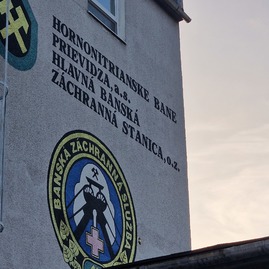 HORNONITRIANSKE BANE
PRIEVIDZA, a.s.
HLAVNÁ BANSKÁ
ZÁCHRANNÁ STANICA, o.z.
BANSKÁ ZÁCHRANNÁ SLUŽBA